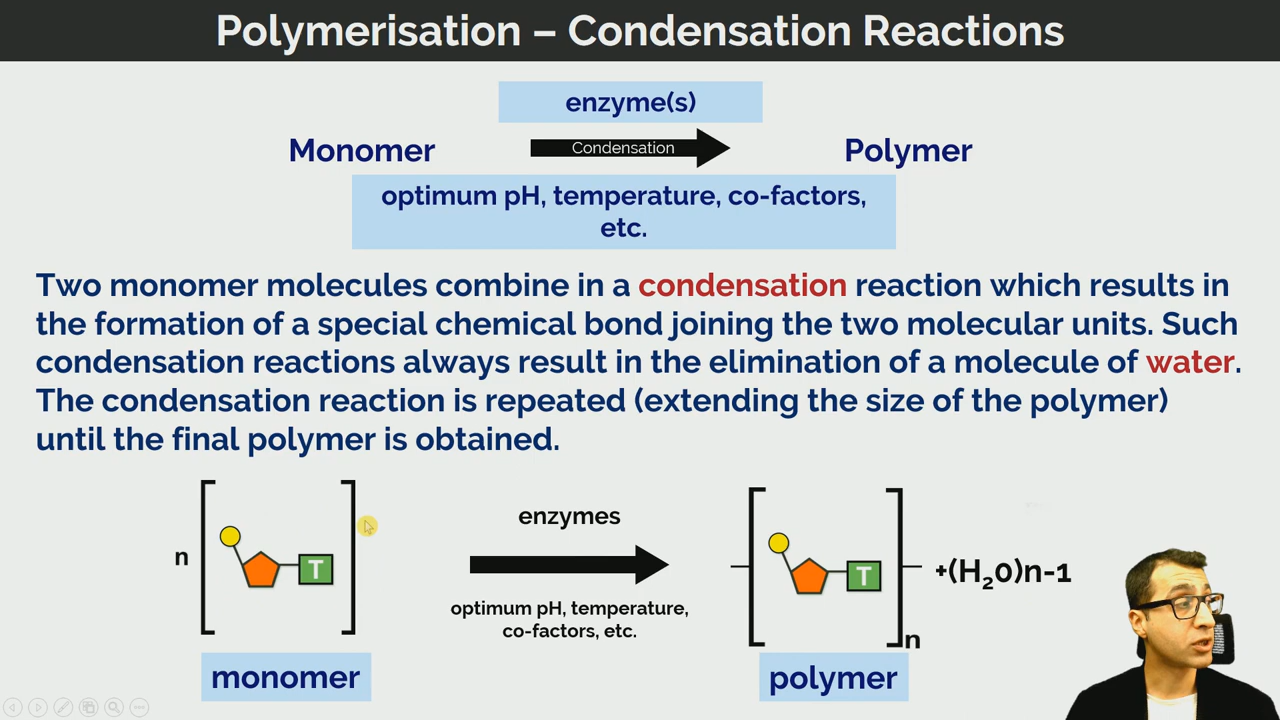 Polymerisation – Condensation Reactions
enzyme(s)
Monomer Condensation Polymer
optimum pH, temperature, co-factors,
etc.
Two monomer molecules combine in a condensation reaction which results in
the formation of a special chemical bond joining the two molecular units. Such
condensation reactions always result in the elimination of a molecule of water.
The condensation reaction is repeated (extending the size of the polymer)
until the final polymer is obtained.
enzymes
n T T +(H₂0)n-1
optimum pH, temperature,
co-factors, etc.
n
monomer polymer